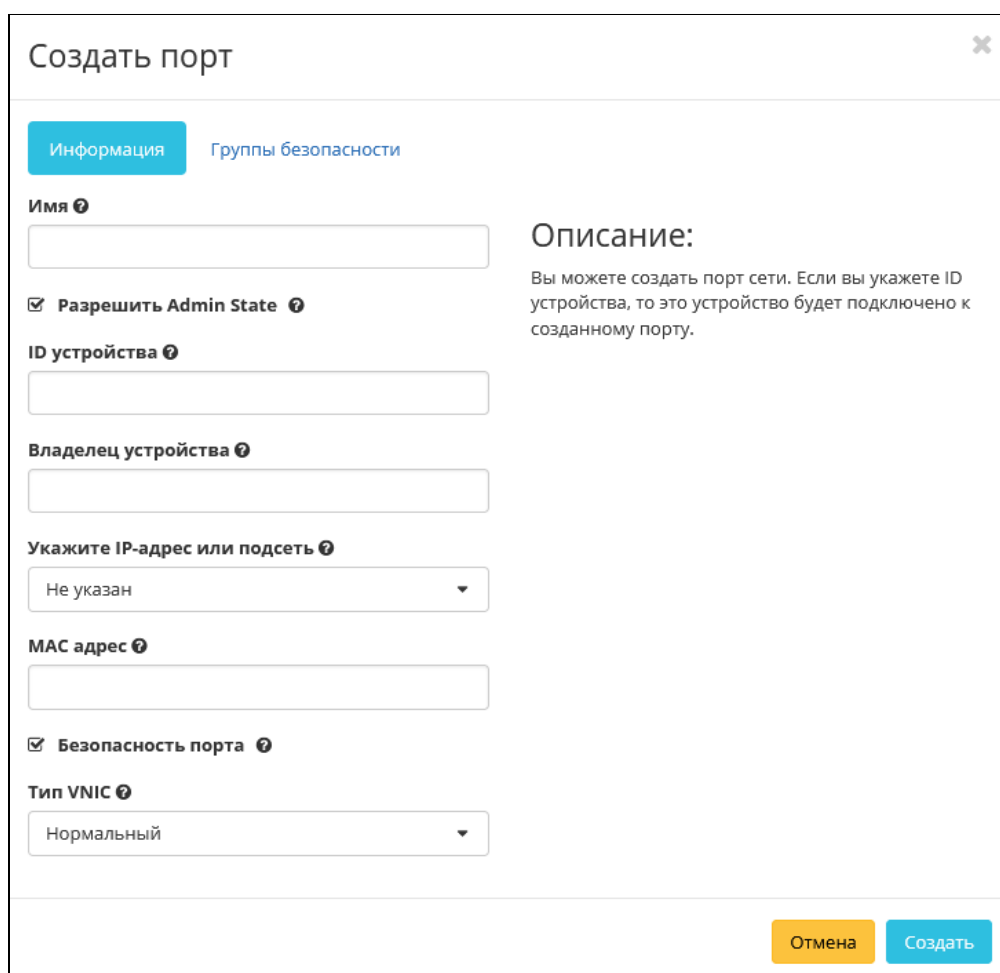 Создать порт
Информация
Группы безопасности
Имя
Разрешить Admin State
ID устройства
Владелец устройства
Укажите IP-адрес или подсеть
Не указан
MAC адрес
Безопасность порта
Тип VNIC
Нормальный
Описание:
Вы можете создать порт сети. Если вы укажете ID
устройства, то это устройство будет подключено к
созданному порту.
Отмена
Создать